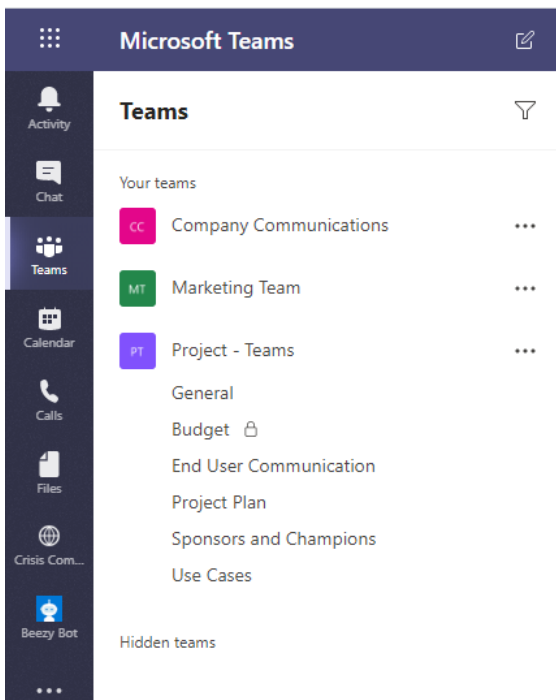 Microsoft Teams
Activity
Chat
Teams
Calendar
Calls
Files
Crisis Com...
Beezy Bot
Teams
Your teams
CC Company Communications
MT Marketing Team
PT Project - Teams
General
Budget
End User Communication
Project Plan
Sponsors and Champions
Use Cases
Hidden teams